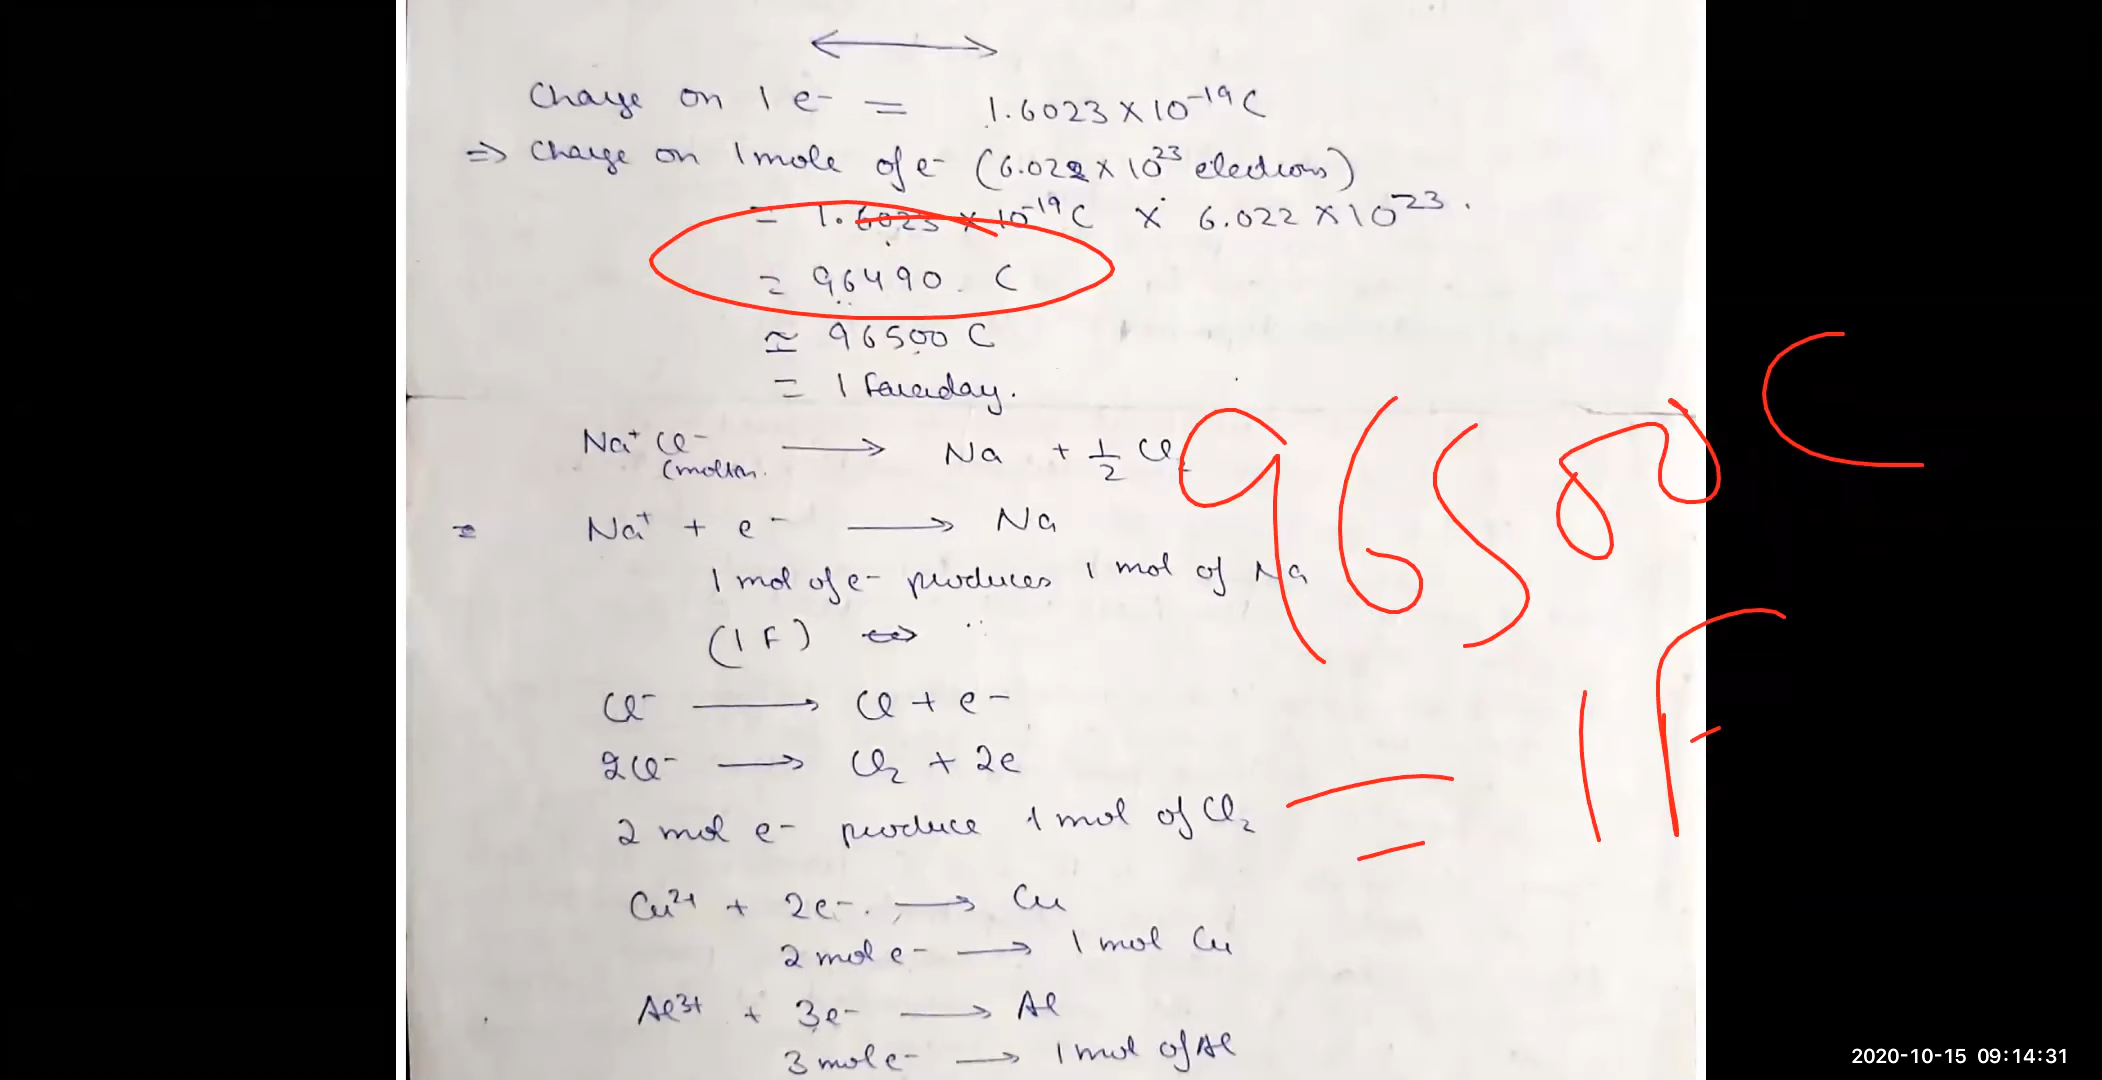 Charge on 1 e- = 1.6023 × 10⁻¹⁹ C
⇒ Charge on 1 mole of e- (6.022 × 10²³ electrons)
= 1.6023 × 10⁻¹⁹ C × 6.022 × 10²³.
= 96490 C
≃ 96500 C
= 1 Faraday.
Na⁺Cl⁻ ⟶ Na + ½ Cl₂
(molten.
= Na⁺ + e⁻ ⟶ Na
1 mol of e- produces 1 mol of Na
(1 F) ⇔ ..
Cl⁻ ⟶ Cl + e⁻
2Cl⁻ ⟶ Cl₂ + 2e
2 mol e- produce 1 mol of Cl₂
Cu²⁺ + 2e-. ⟶ Cu
2 mol e- ⟶ 1 mol Cu
Al³⁺ + 3e- ⟶ Al
3 mol e- ⟶ 1 mol of Al
96500 C
= 1F
2020-10-15 09:14:31